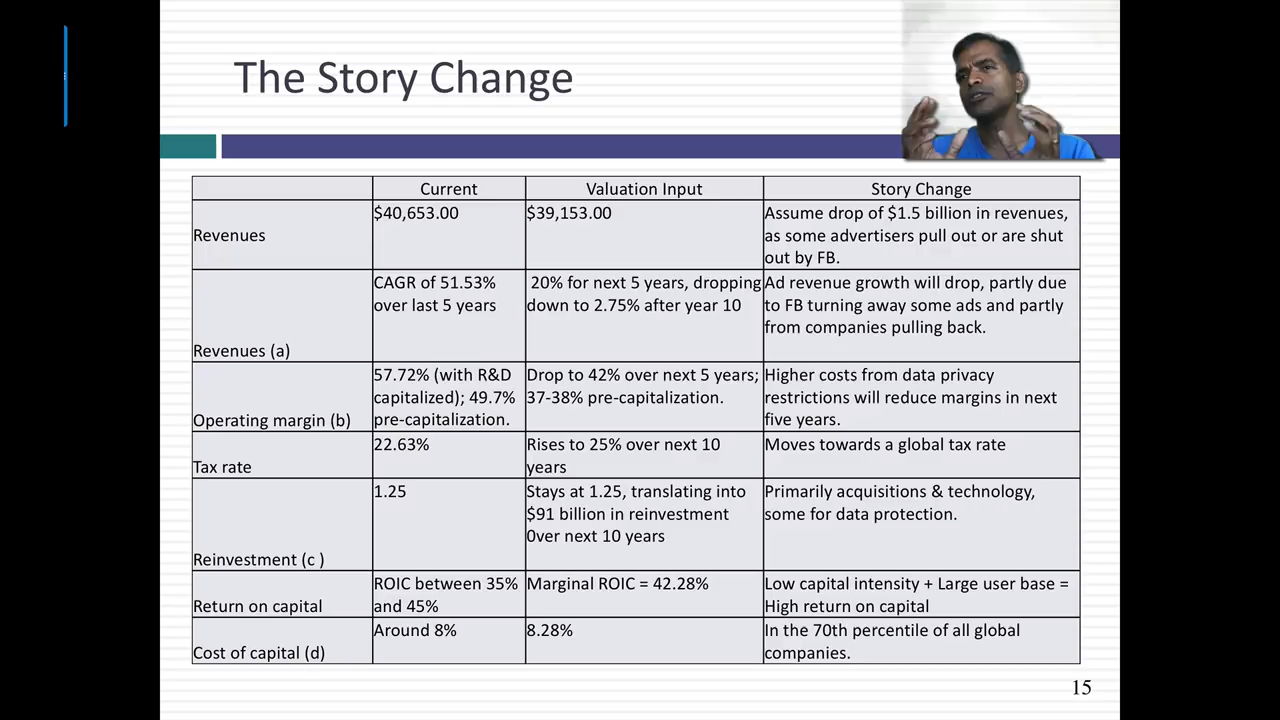 The Story Change
Current
Valuation Input
Story Change
Revenues
$40,653.00
$39,153.00
Assume drop of $1.5 billion in revenues,
as some advertisers pull out or are shut
out by FB.
Revenues (a)
CAGR of 51.53%
over last 5 years
20% for next 5 years, dropping
down to 2.75% after year 10
Ad revenue growth will drop, partly due
to FB turning away some ads and partly
from companies pulling back.
Operating margin (b)
57.72% (with R&D
capitalized); 49.7%
pre-capitalization.
Drop to 42% over next 5 years;
37-38% pre-capitalization.
Higher costs from data privacy
restrictions will reduce margins in next
five years.
Tax rate
22.63%
Rises to 25% over next 10
years
Moves towards a global tax rate
Reinvestment (c )
1.25
Stays at 1.25, translating into
$91 billion in reinvestment
0ver next 10 years
Primarily acquisitions & technology,
some for data protection.
Return on capital
ROIC between 35%
and 45%
Marginal ROIC = 42.28%
Low capital intensity + Large user base =
High return on capital
Cost of capital (d)
Around 8%
8.28%
In the 70th percentile of all global
companies.
15